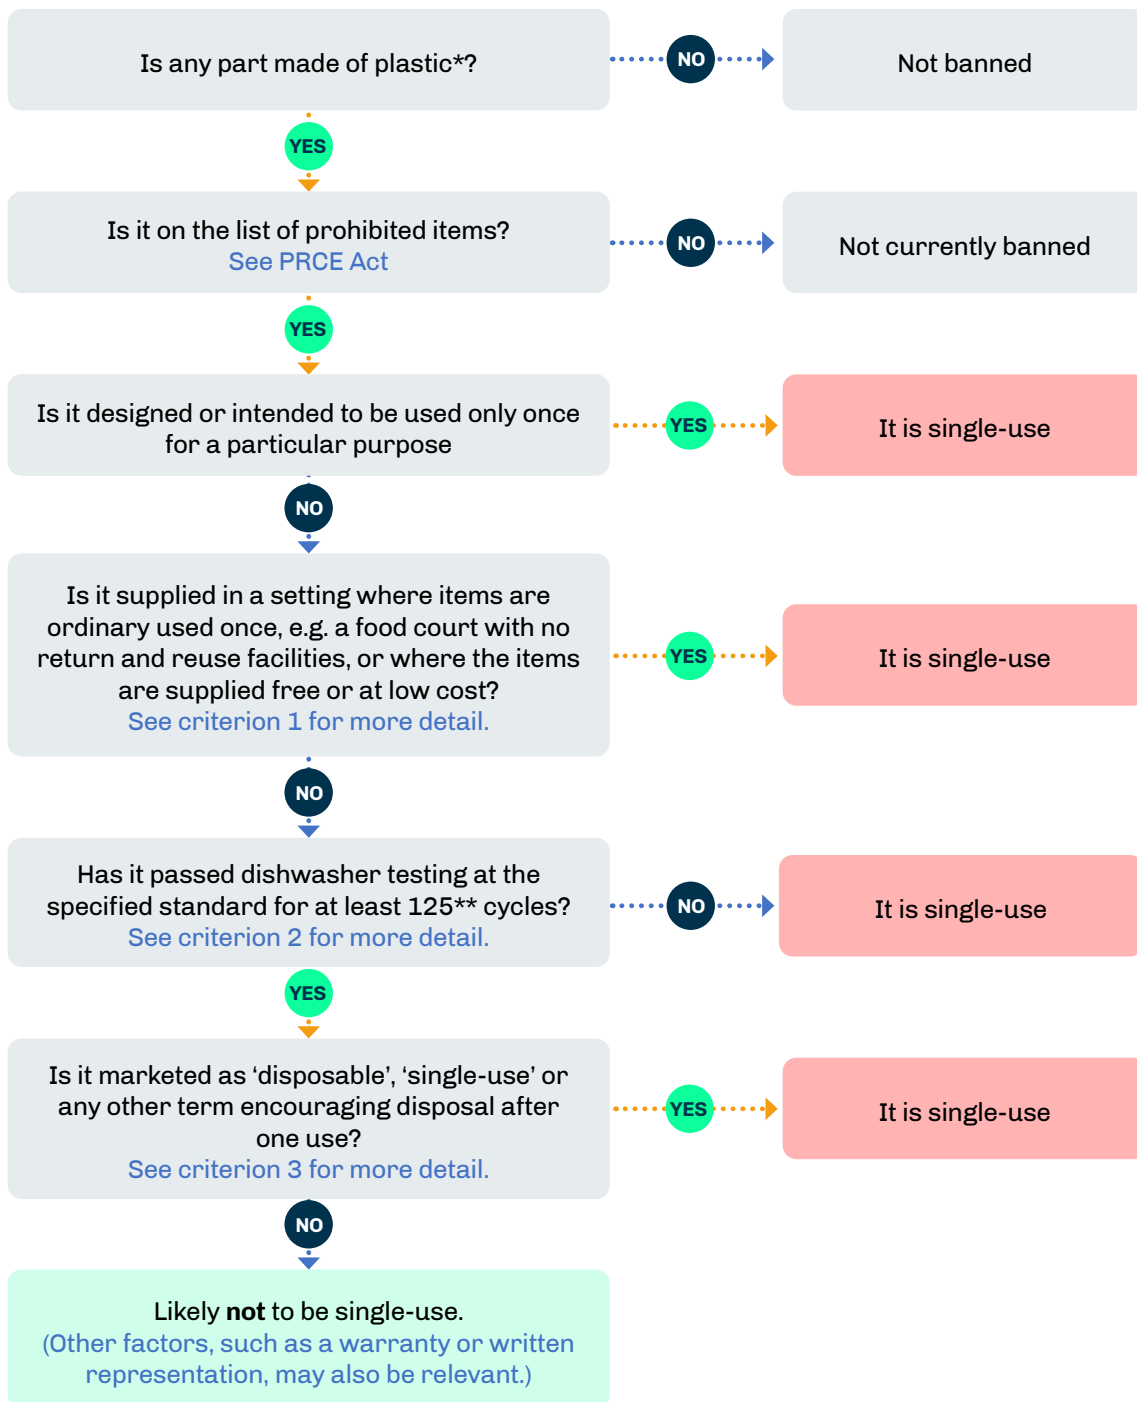 Is any part made of plastic*?
NO
Not banned
YES
Is it on the list of prohibited items?
See PRCE Act
NO
Not currently banned
YES
Is it designed or intended to be used only once
for a particular purpose
YES
It is single-use
NO
Is it supplied in a setting where items are
ordinary used once, e.g. a food court with no
return and reuse facilities, or where the items
are supplied free or at low cost?
See criterion 1 for more detail.
YES
It is single-use
NO
Has it passed dishwasher testing at the
specified standard for at least 125** cycles?
See criterion 2 for more detail.
NO
It is single-use
YES
Is it marketed as ‘disposable’, ‘single-use’ or
any other term encouraging disposal after
one use?
See criterion 3 for more detail.
YES
It is single-use
NO
Likely not to be single-use.
(Other factors, such as a warranty or written
representation, may also be relevant.)